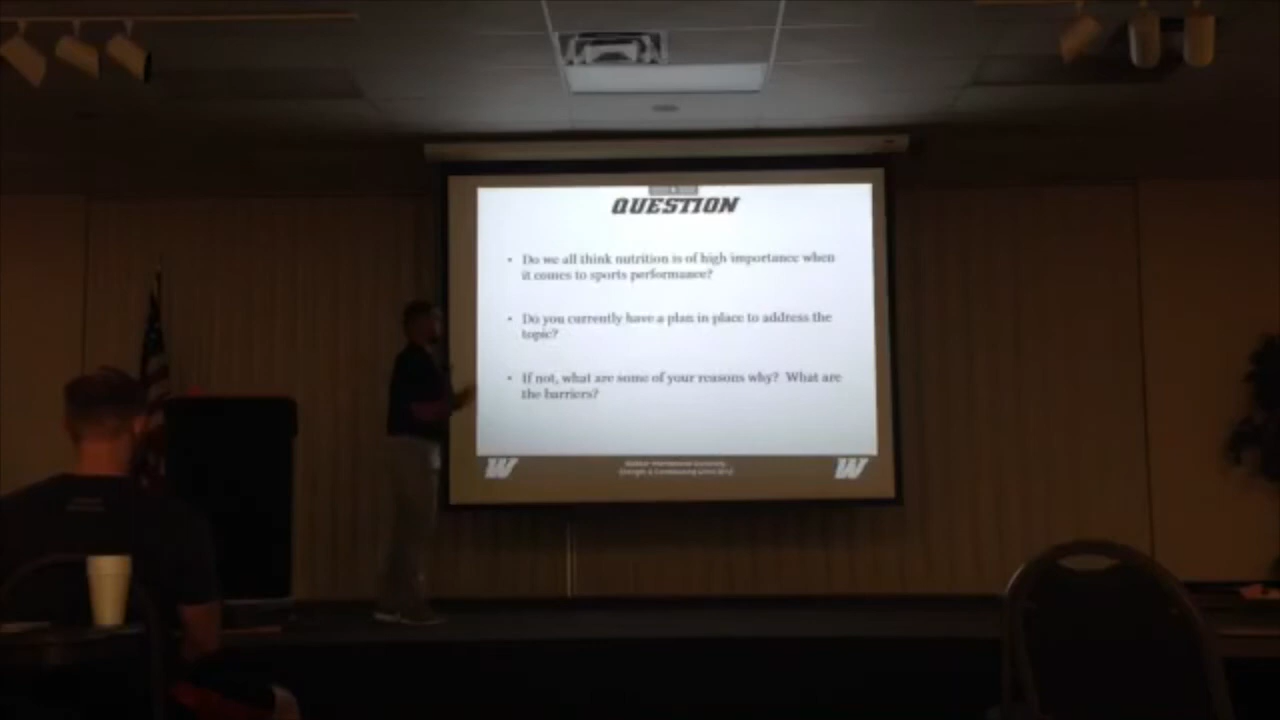 QUESTION
• Do we all think nutrition is of high importance when
it comes to sports performance?
• Do you currently have a plan in place to address the
topic?
• If not, what are some of your reasons why? What are
the barriers?
W
W